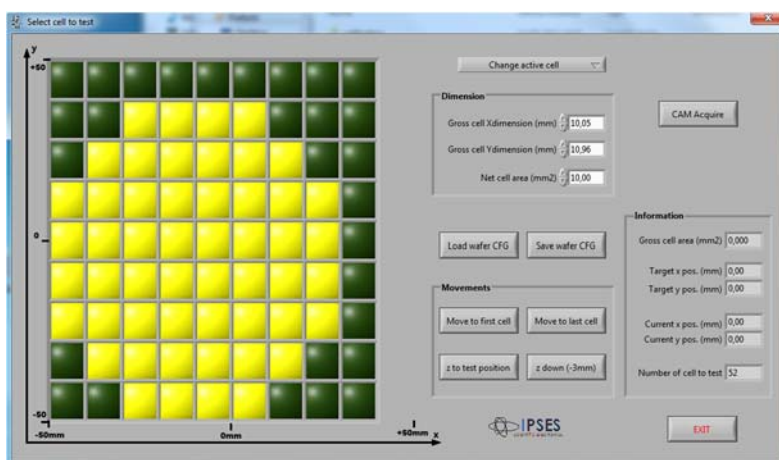 Select cell to test
y
+50
0
-50
-50mm
0mm
+50mm
x
Change active cell
Dimension
Gross cell Xdimension (mm) 10,05
Gross cell Ydimension (mm) 10,96
Net cell area (mm2) 10,00
CAM Acquire
Load wafer CFG
Save wafer CFG
Movements
Move to first cell
Move to last cell
z to test position
z down (-3mm)
Information
Gross cell area (mm2) 0,000
Target x pos. (mm) 0,00
Target y pos. (mm) 0,00
Current x pos. (mm) 0,00
Current y pos. (mm) 0,00
Number of cell to test 52
IPSES
EXIT